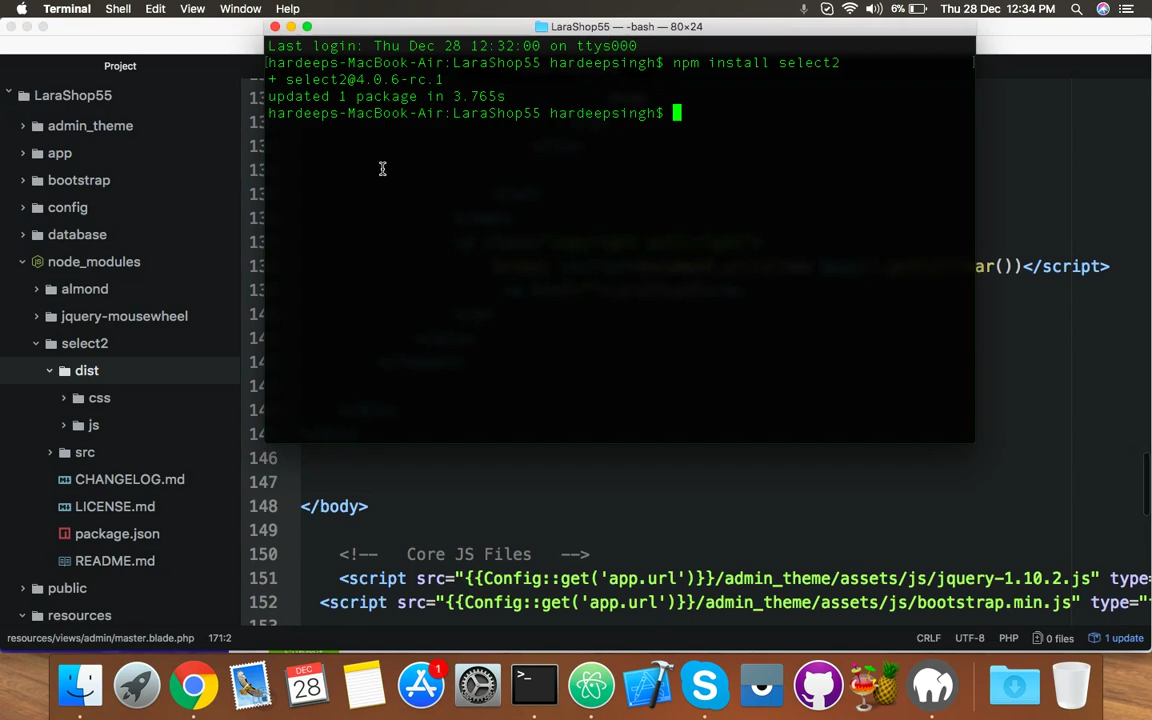 Terminal Shell Edit View Window Help 6% Thu 28 Dec 12:34 PM
LaraShop55 — -bash — 80×24
Last login: Thu Dec 28 12:32:00 on ttys000
[hardeeps-MacBook-Air:LaraShop55 hardeepsingh$ npm install select2 ]
+ select2@4.0.6-rc.1
updated 1 package in 3.765s
hardeeps-MacBook-Air:LaraShop55 hardeepsingh$
Project
LaraShop55
admin_theme
app
bootstrap
config
database
node_modules
almond
jquery-mousewheel
select2
dist
css
js
src
CHANGELOG.md
LICENSE.md
package.json
README.md
public
resources
ar())</script>
146
147
148 </body>
149
150 <!-- Core JS Files -->
151 <script src="{{Config::get('app.url')}}/admin_theme/assets/js/jquery-1.10.2.js" type=
152 <script src="{{Config::get('app.url')}}/admin_theme/assets/js/bootstrap.min.js" type="
153
resources/views/admin/master.blade.php 171:2 CRLF UTF-8 PHP 0 files 1 update
DEC
28
1